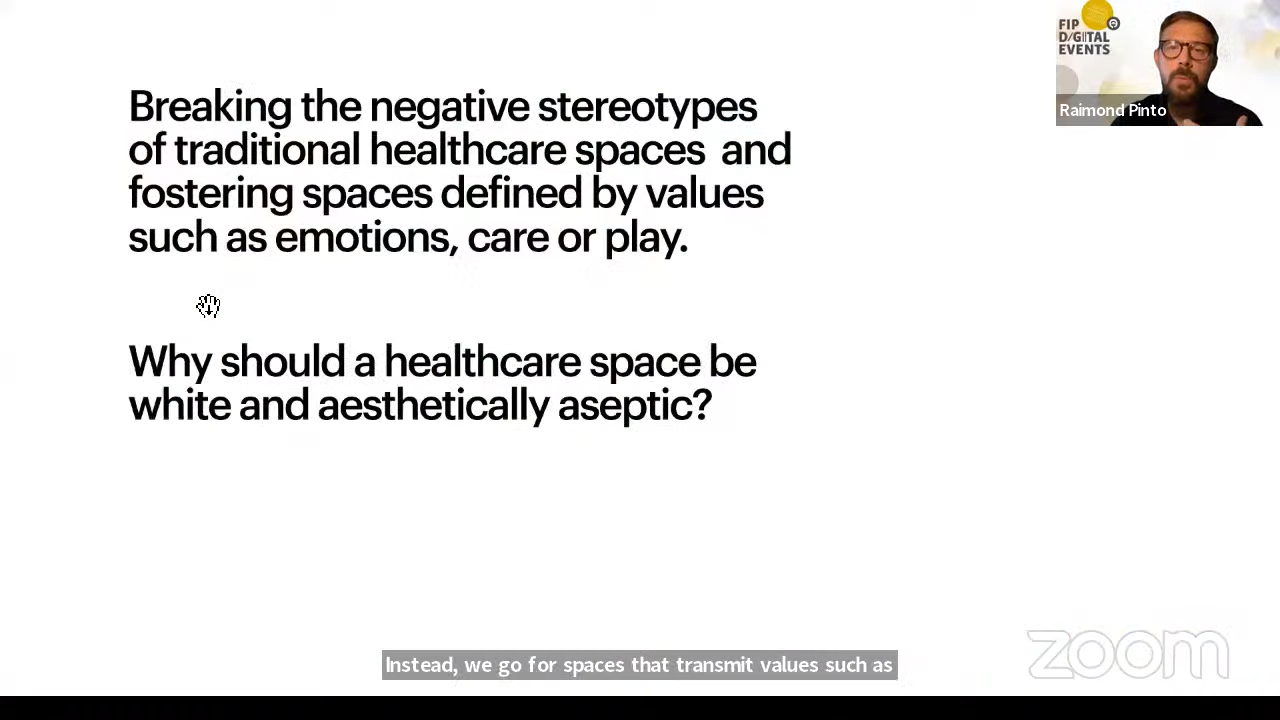 Breaking the negative stereotypes
of traditional healthcare spaces and
fostering spaces defined by values
such as emotions, care or play.
Why should a healthcare space be
white and aesthetically aseptic?
FIP
D/G/TAL
EVENTS
Raimond Pinto
Instead, we go for spaces that transmit values such as
zoom